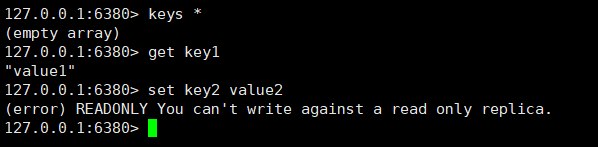 127.0.0.1:6380> keys *
(empty array)
127.0.0.1:6380> get key1
"value1"
127.0.0.1:6380> set key2 value2
(error) READONLY You can't write against a read only replica.
127.0.0.1:6380>